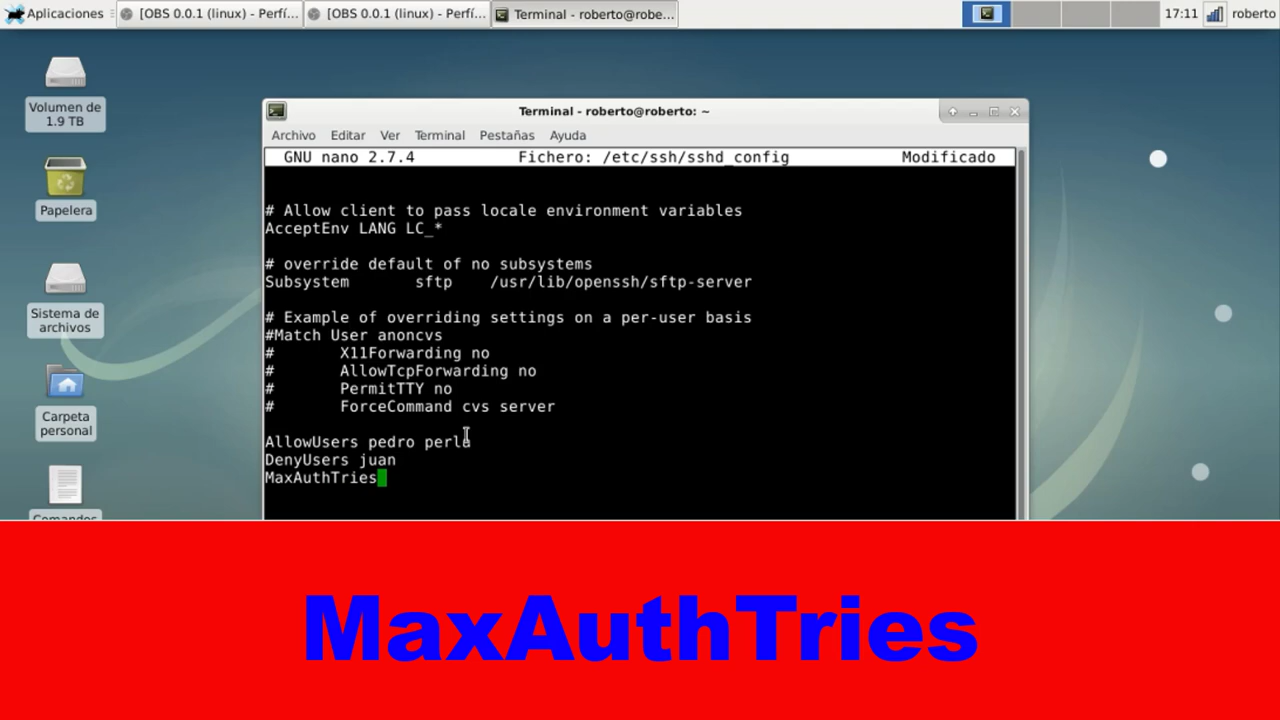 Aplicaciones
[OBS 0.0.1 (linux) - Perfí...
[OBS 0.0.1 (linux) - Perfí...
Terminal - roberto@robe...
17:11
roberto
Volumen de
1.9 TB
Papelera
Sistema de
archivos
Carpeta
personal
Comandos
Terminal - roberto@roberto: ~
Archivo Editar Ver Terminal Pestañas Ayuda
GNU nano 2.7.4 Fichero: /etc/ssh/sshd_config Modificado
# Allow client to pass locale environment variables
AcceptEnv LANG LC_*
# override default of no subsystems
Subsystem sftp /usr/lib/openssh/sftp-server
# Example of overriding settings on a per-user basis
#Match User anoncvs
# X11Forwarding no
# AllowTcpForwarding no
# PermitTTY no
# ForceCommand cvs server
AllowUsers pedro perla
DenyUsers juan
MaxAuthTries
MaxAuthTries